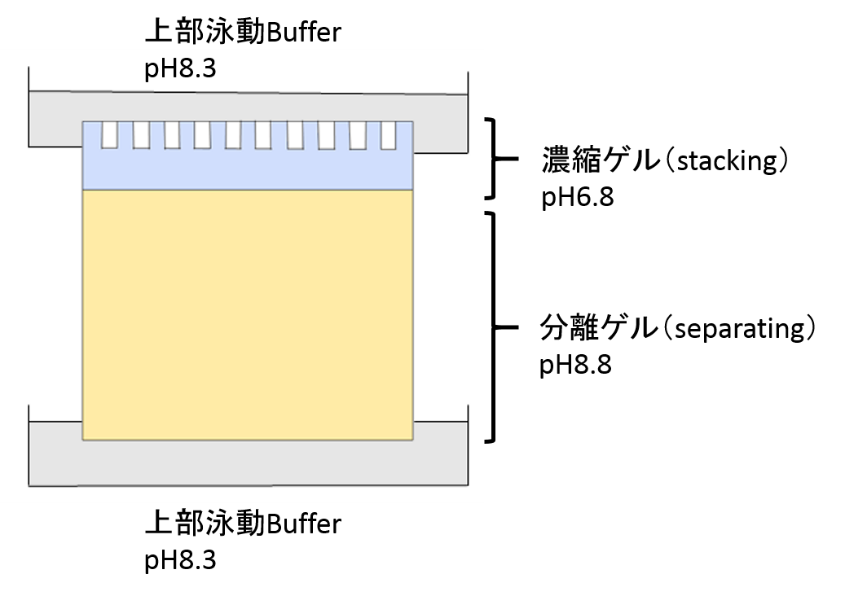 上部泳動Buffer
pH8.3
濃縮ゲル（stacking）
pH6.8
分離ゲル（separating）
pH8.8
上部泳動Buffer
pH8.3